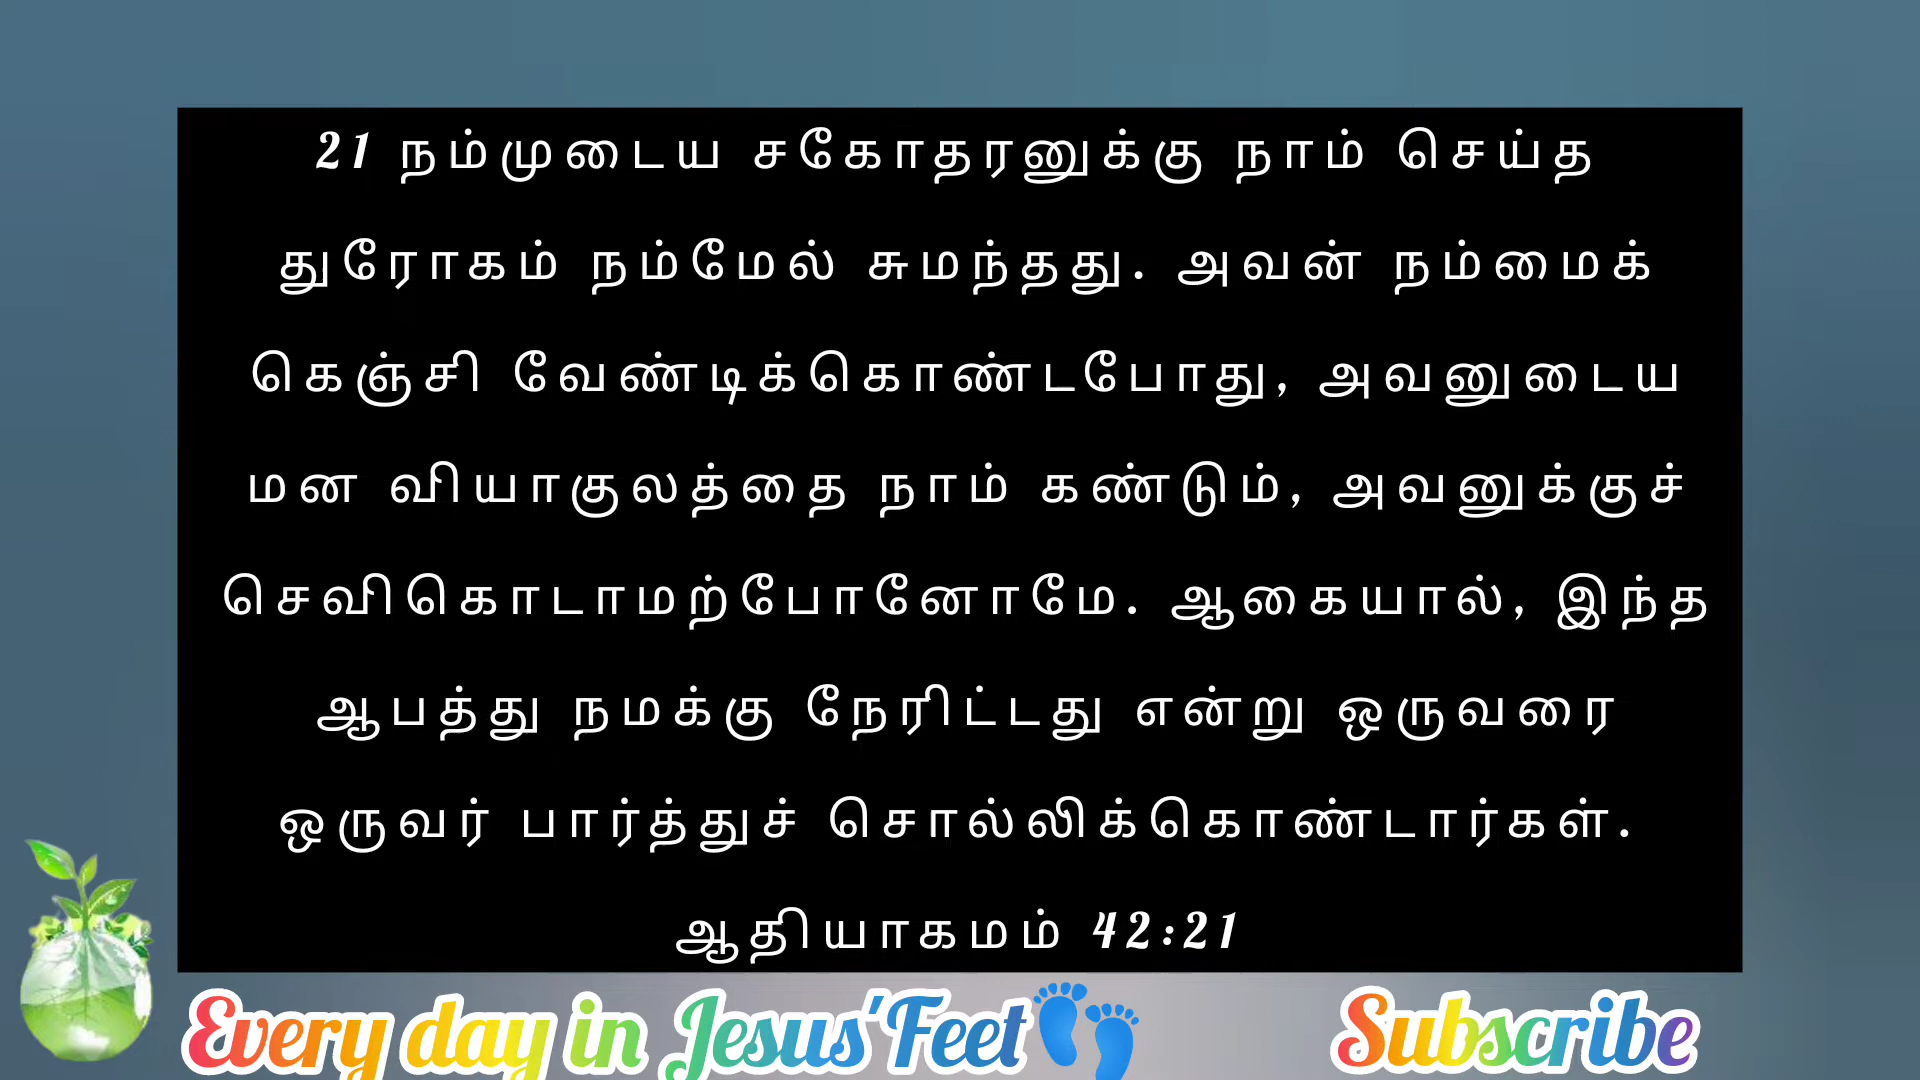 21 நம்முடைய சகோதரனுக்கு நாம் செய்த
துரோகம் நம்மேல் சுமந்தது. அவன் நம்மைக்
கெஞ்சி வேண்டிக்கொண்டபோது, அவனுடைய
மன வியாகுலத்தை நாம் கண்டும், அவனுக்குச்
செவிகொடாமற்போனோமே. ஆகையால், இந்த
ஆபத்து நமக்கு நேரிட்டது என்று ஒருவரை
ஒருவர் பார்த்துச் சொல்லிக்கொண்டார்கள்.
ஆதியாகமம் 42:21
Every day in Jesus'Feet Subscribe